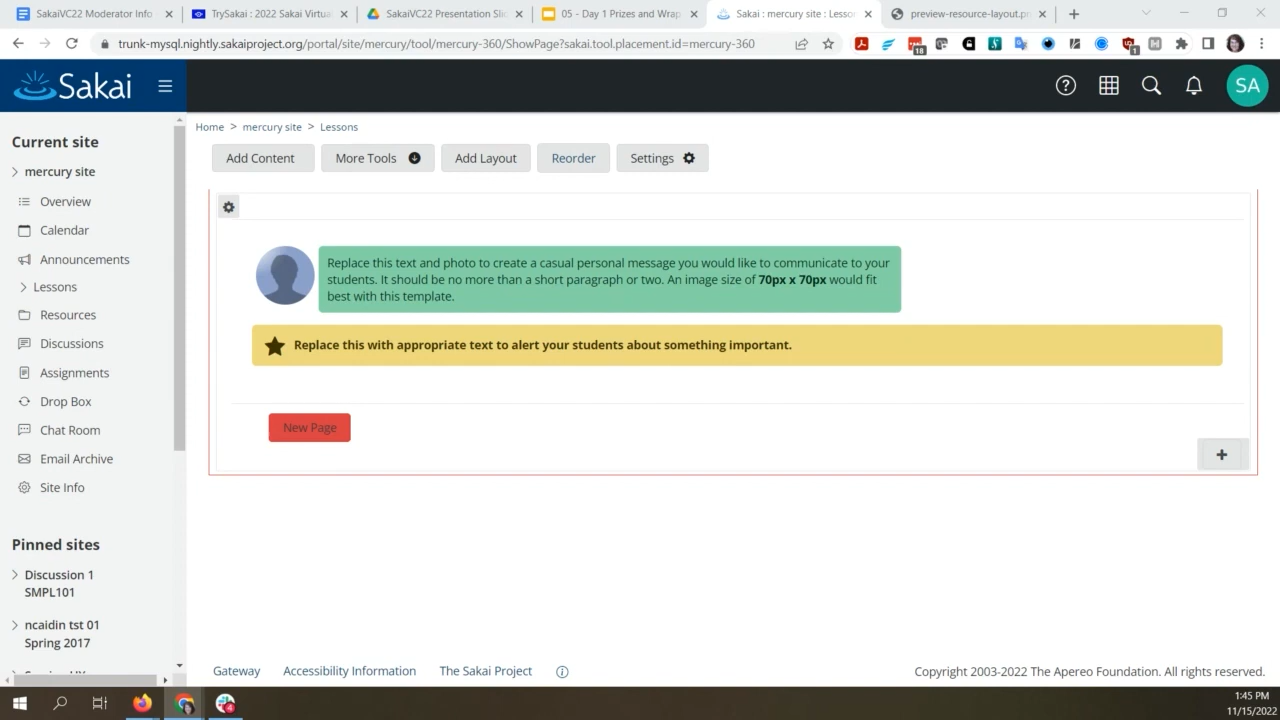 SakaiVC22 Moderator Info
TrySakai : 2022 Sakai Virtua
SakaiVC22 Presentation Slid
05 - Day 1 Prizes and Wrap
Sakai : mercury site : Lesson
preview-resource-layout.pn
trunk-mysql.nightly.sakaiproject.org/portal/site/mercury/tool/mercury-360/ShowPage?sakai.tool.placement.id=mercury-360
18
1
Sakai
SA
Current site
mercury site
Overview
Calendar
Announcements
Lessons
Resources
Discussions
Assignments
Drop Box
Chat Room
Email Archive
Site Info
Pinned sites
Discussion 1
SMPL101
ncaidin tst 01
Spring 2017
Home > mercury site > Lessons
Add Content
More Tools
Add Layout
Reorder
Settings
Replace this text and photo to create a casual personal message you would like to communicate to your
students. It should be no more than a short paragraph or two. An image size of 70px x 70px would fit
best with this template.
Replace this with appropriate text to alert your students about something important.
New Page
+
Gateway
Accessibility Information
The Sakai Project
Copyright 2003-2022 The Apereo Foundation. All rights reserved.
4
1:45 PM
11/15/2022